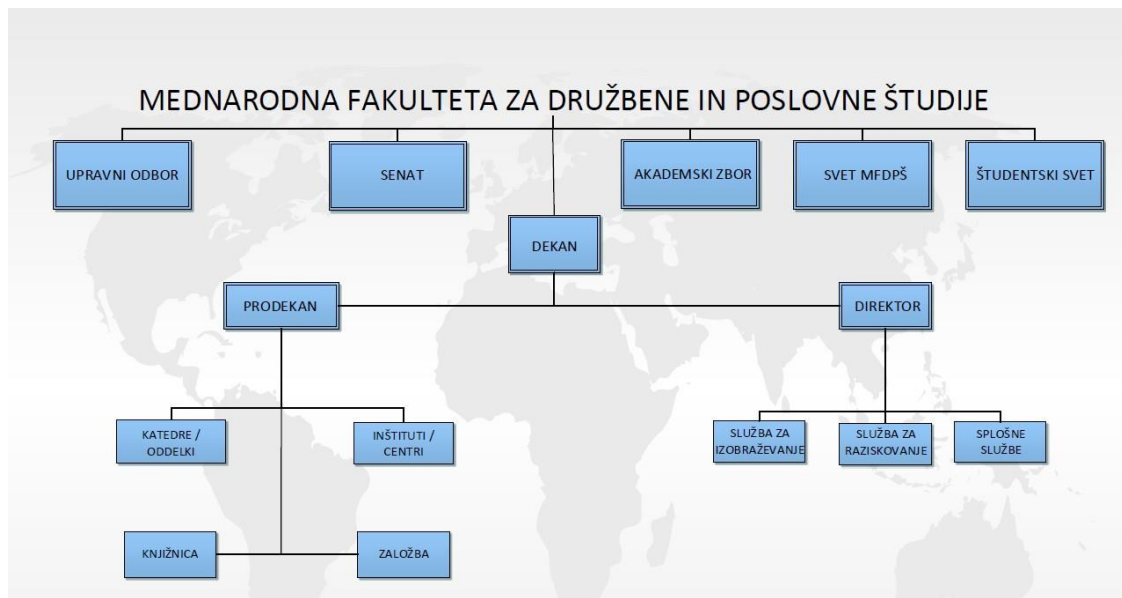 MEDNARODNA FAKULTETA ZA DRUŽBENE IN POSLOVNE ŠTUDIJE
UPRAVNI ODBOR
SENAT
AKADEMSKI ZBOR
SVET MFDPŠ
ŠTUDENTSKI SVET
DEKAN
PRODEKAN
DIREKTOR
KATEDRE /
ODDELKI
INŠTITUTI /
CENTRI
SLUŽBA ZA
IZOBRAŽEVANJE
SLUŽBA ZA
RAZISKOVANJE
SPLOŠNE
SLUŽBE
KNJIŽNICA
ZALOŽBA